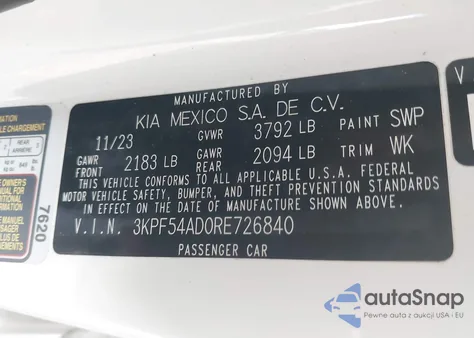 MANUFACTURED BY
KIA MEXICO S.A. DE C.V.
11/23 GVWR 3792 LB PAINT SWP
GAWR FRONT 2183 LB GAWR REAR 2094 LB TRIM WK
THIS VEHICLE CONFORMS TO ALL APPLICABLE U.S.A. FEDERAL
MOTOR VEHICLE SAFETY, BUMPER, AND THEFT PREVENTION STANDARDS
IN EFFECT ON THE DATE OF MANUFACTURE SHOWN ABOVE.
V.I.N. 3KPF54AD0RE726840
PASSENGER CAR
7620
V
autoSnap
Pewne auta z aukcji USA - EU